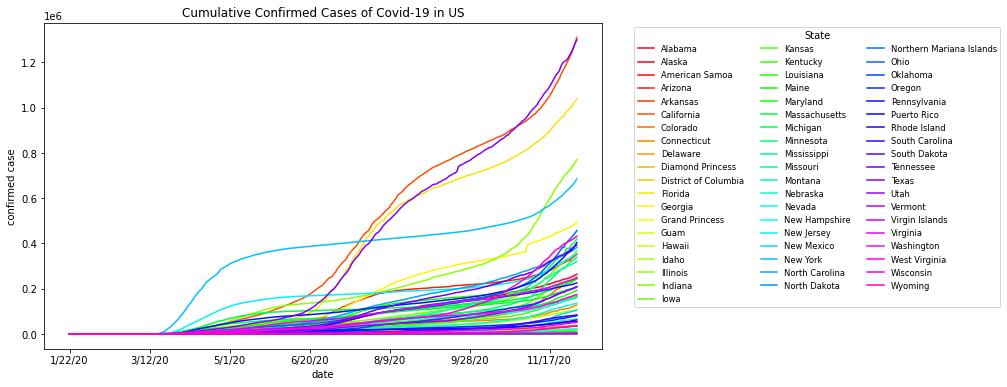 Cumulative Confirmed Cases of Covid-19 in US
1e6
1.2
1.0
0.8
0.6
0.4
0.2
0.0
confirmed case
1/22/20 3/12/20 5/1/20 6/20/20 8/9/20 9/28/20 11/17/20
date
State
Alabama
Alaska
American Samoa
Arizona
Arkansas
California
Colorado
Connecticut
Delaware
Diamond Princess
District of Columbia
Florida
Georgia
Grand Princess
Guam
Hawaii
Idaho
Illinois
Indiana
Iowa
Kansas
Kentucky
Louisiana
Maine
Maryland
Massachusetts
Michigan
Minnesota
Mississippi
Missouri
Montana
Nebraska
Nevada
New Hampshire
New Jersey
New Mexico
New York
North Carolina
North Dakota
Northern Mariana Islands
Ohio
Oklahoma
Oregon
Pennsylvania
Puerto Rico
Rhode Island
South Carolina
South Dakota
Tennessee
Texas
Utah
Vermont
Virgin Islands
Virginia
Washington
West Virginia
Wisconsin
Wyoming